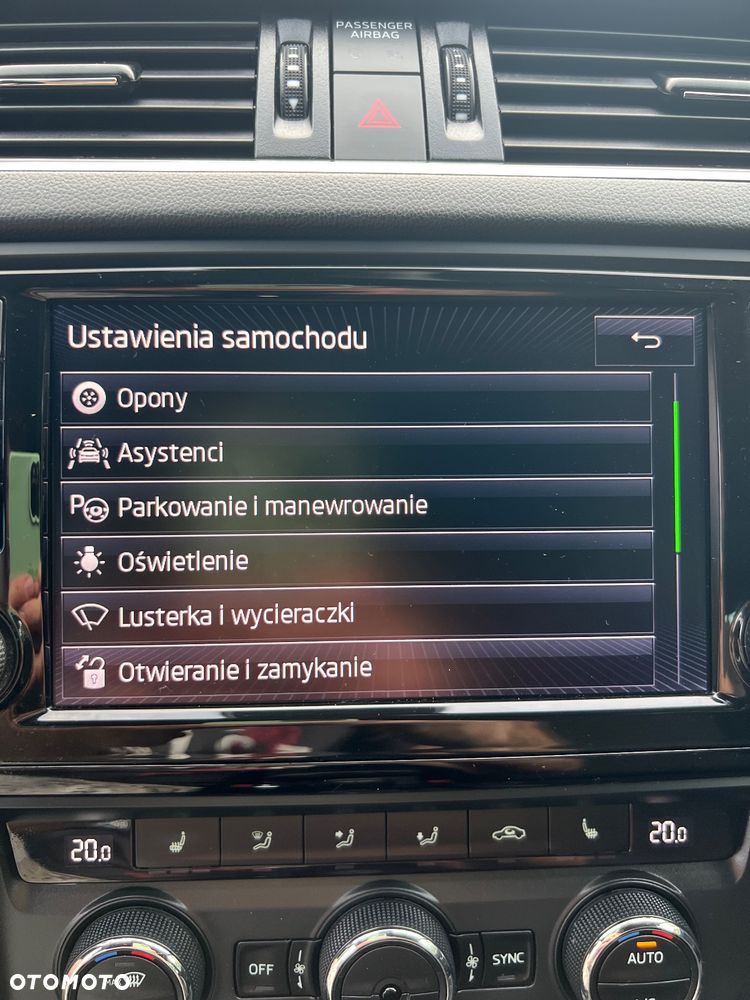 PASSENGER
AIRBAG
Ustawienia samochodu
Opony
Asystenci
P Parkowanie i manewrowanie
Oświetlenie
Lusterka i wycieraczki
Otwieranie i zamykanie
20.0
20.0
OFF
SYNC
AUTO
MAX
OTOMOTO